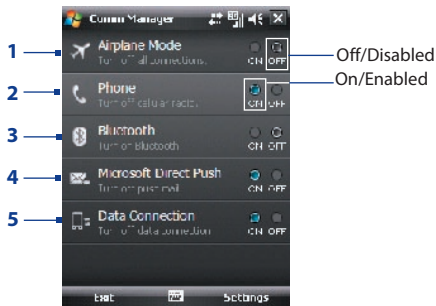 Comm Manager
1
Airplane Mode
Turn off all connections.
ON OFF
Off/Disabled
On/Enabled
2
Phone
Turn off cellular radio.
ON OFF
3
Bluetooth
Turn on Bluetooth
ON OFF
4
Microsoft Direct Push
Turn off push mail
ON OFF
5
Data Connection
Turn off data connection
ON OFF
Exit
Settings